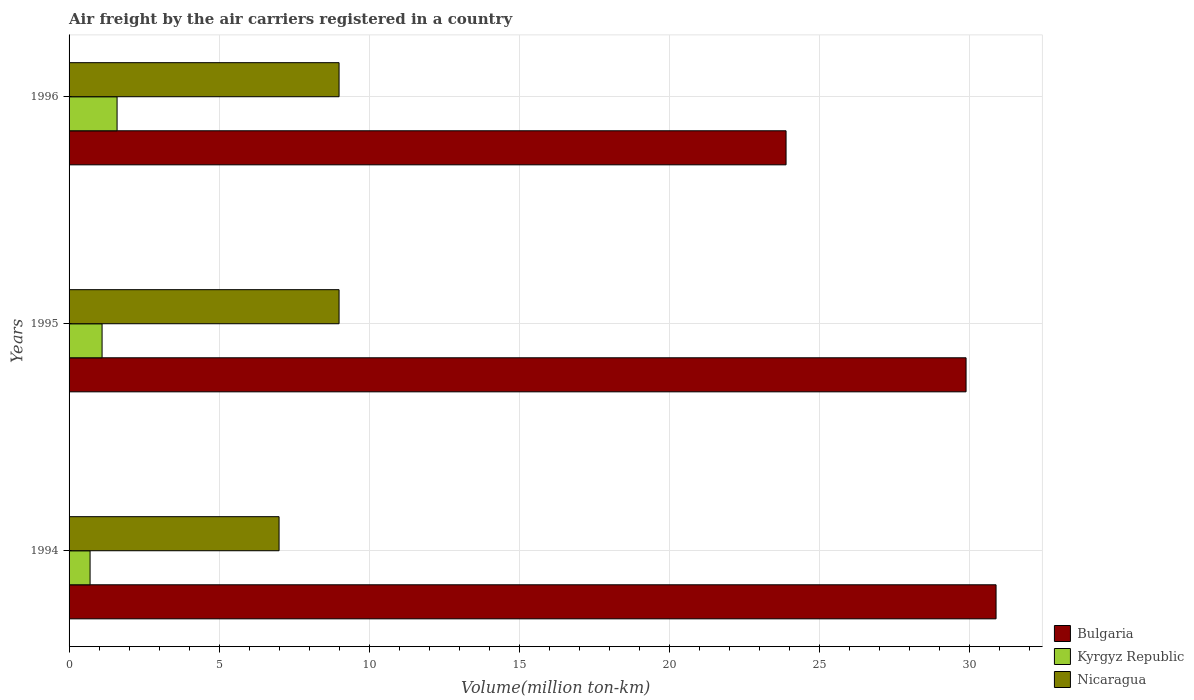 Air freight by the air carriers registered in a country
1996
1995
1994
Years
0
5
10
15
20
25
30
Volume(million ton-km)
Bulgaria
Kyrgyz Republic
Nicaragua